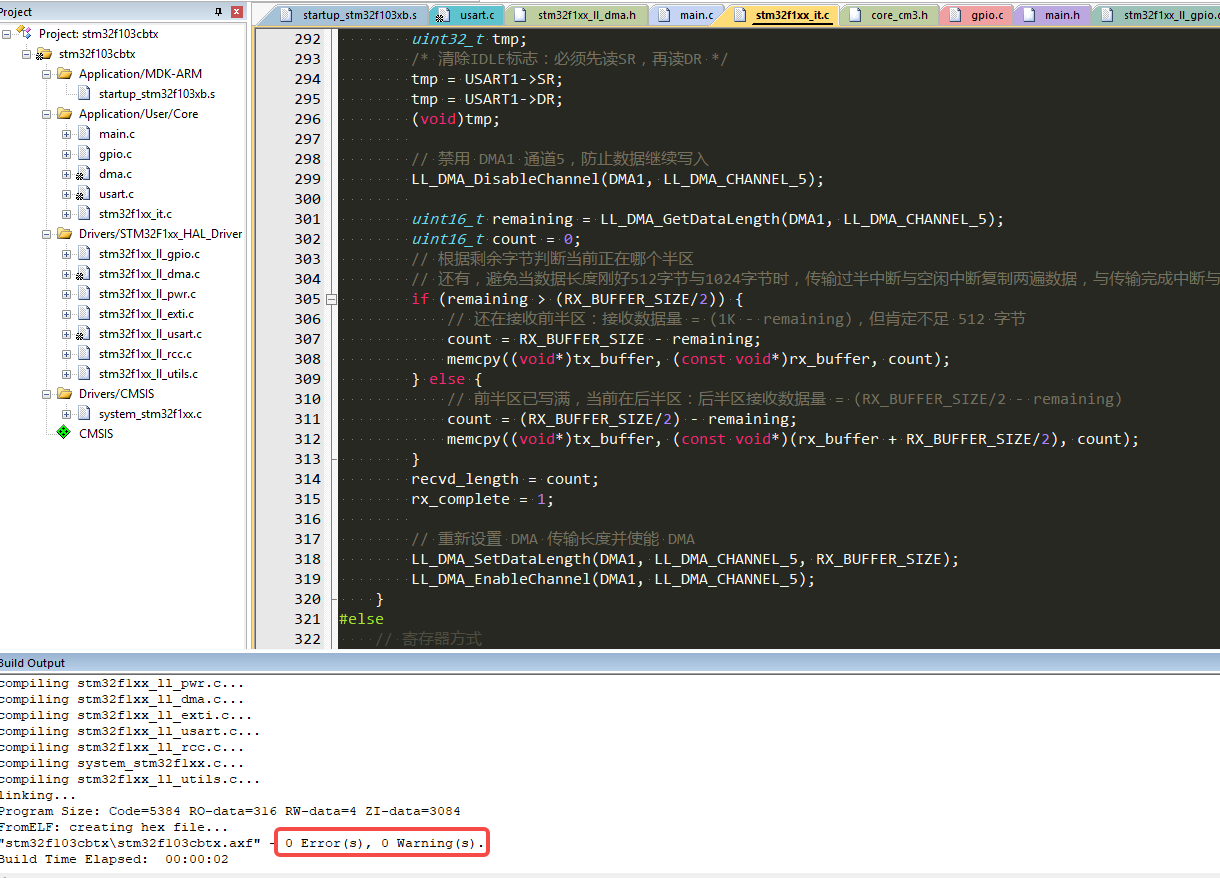 Project
Project: stm32f103cbtx
stm32f103cbtx
Application/MDK-ARM
startup_stm32f103xb.s
Application/User/Core
main.c
gpio.c
dma.c
usart.c
stm32f1xx_it.c
Drivers/STM32F1xx_HAL_Driver
stm32f1xx_ll_gpio.c
stm32f1xx_ll_dma.c
stm32f1xx_ll_pwr.c
stm32f1xx_ll_exti.c
stm32f1xx_ll_usart.c
stm32f1xx_ll_rcc.c
stm32f1xx_ll_utils.c
Drivers/CMSIS
system_stm32f1xx.c
CMSIS
startup_stm32f103xb.s usart.c stm32f1xx_ll_dma.h main.c stm32f1xx_it.c core_cm3.h gpio.c main.h stm32f1xx_ll_gpio.c
292 uint32_t tmp;
293 /* 清除IDLE标志：必须先读SR，再读DR */
294 tmp = USART1->SR;
295 tmp = USART1->DR;
296 (void)tmp;
297
298 // 禁用 DMA1 通道5，防止数据继续写入
299 LL_DMA_DisableChannel(DMA1, LL_DMA_CHANNEL_5);
300
301 uint16_t remaining = LL_DMA_GetDataLength(DMA1, LL_DMA_CHANNEL_5);
302 uint16_t count = 0;
303 // 根据剩余字节判断当前正在哪个半区
304 // 还有，避免当数据长度刚好512字节与1024字节时，传输过半中断与空闲中断复制两遍数据，与传输完成中断与
305 if (remaining > (RX_BUFFER_SIZE/2)) {
306 // 还在接收前半区：接收数据量 = (1K - remaining)，但肯定不足 512 字节
307 count = RX_BUFFER_SIZE - remaining;
308 memcpy((void*)tx_buffer, (const void*)rx_buffer, count);
309 } else {
310 // 前半区已写满，当前在后半区：后半区接收数据量 = (RX_BUFFER_SIZE/2 - remaining)
311 count = (RX_BUFFER_SIZE/2) - remaining;
312 memcpy((void*)tx_buffer, (const void*)(rx_buffer + RX_BUFFER_SIZE/2), count);
313 }
314 recvd_length = count;
315 rx_complete = 1;
316
317 // 重新设置 DMA 传输长度并使能 DMA
318 LL_DMA_SetDataLength(DMA1, LL_DMA_CHANNEL_5, RX_BUFFER_SIZE);
319 LL_DMA_EnableChannel(DMA1, LL_DMA_CHANNEL_5);
320 }
321 #else
322 // 寄存器方式
Build Output
compiling stm32f1xx_ll_pwr.c...
compiling stm32f1xx_ll_dma.c...
compiling stm32f1xx_ll_exti.c...
compiling stm32f1xx_ll_usart.c...
compiling stm32f1xx_ll_rcc.c...
compiling system_stm32f1xx.c...
compiling stm32f1xx_ll_utils.c...
linking...
Program Size: Code=5384 RO-data=316 RW-data=4 ZI-data=3084
FromELF: creating hex file...
"stm32f103cbtx\stm32f103cbtx.axf" - 0 Error(s), 0 Warning(s).
Build Time Elapsed: 00:00:02